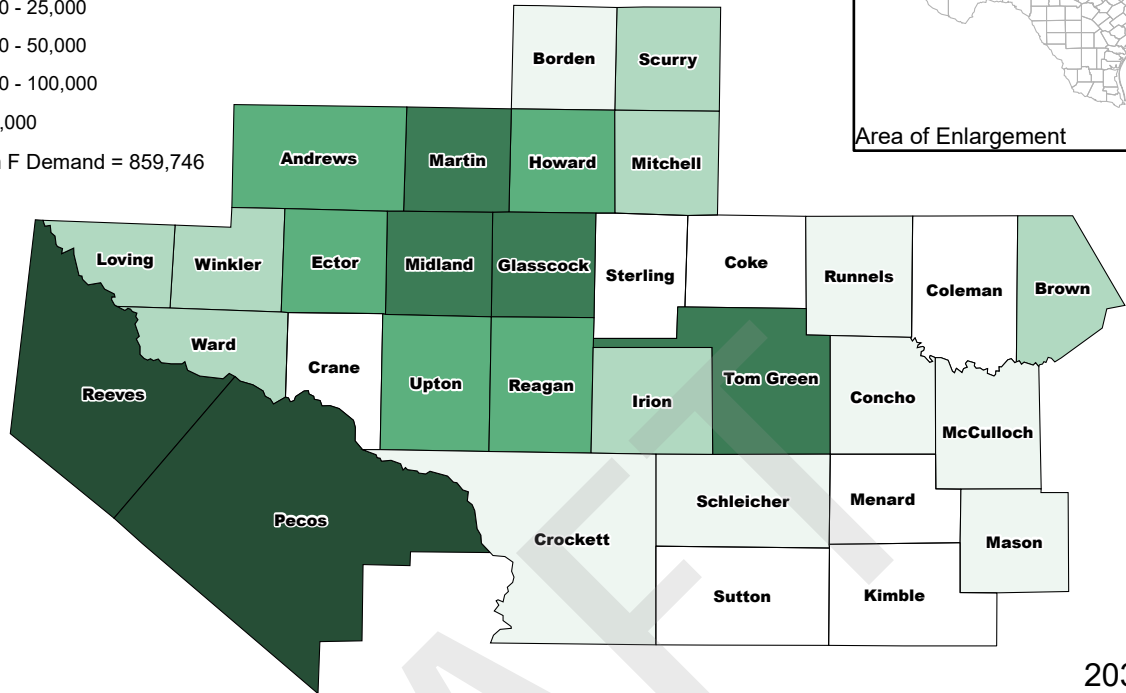 0 - 25,000
0 - 50,000
0 - 100,000
,000
F Demand = 859,746
Area of Enlargement
Borden
Scurry
Andrews
Martin
Howard
Mitchell
Loving
Winkler
Ector
Midland
Glasscock
Sterling
Coke
Runnels
Coleman
Brown
Ward
Crane
Upton
Reagan
Irion
Tom Green
Concho
McCulloch
Reeves
Pecos
Crockett
Schleicher
Menard
Mason
Sutton
Kimble
203
AFT